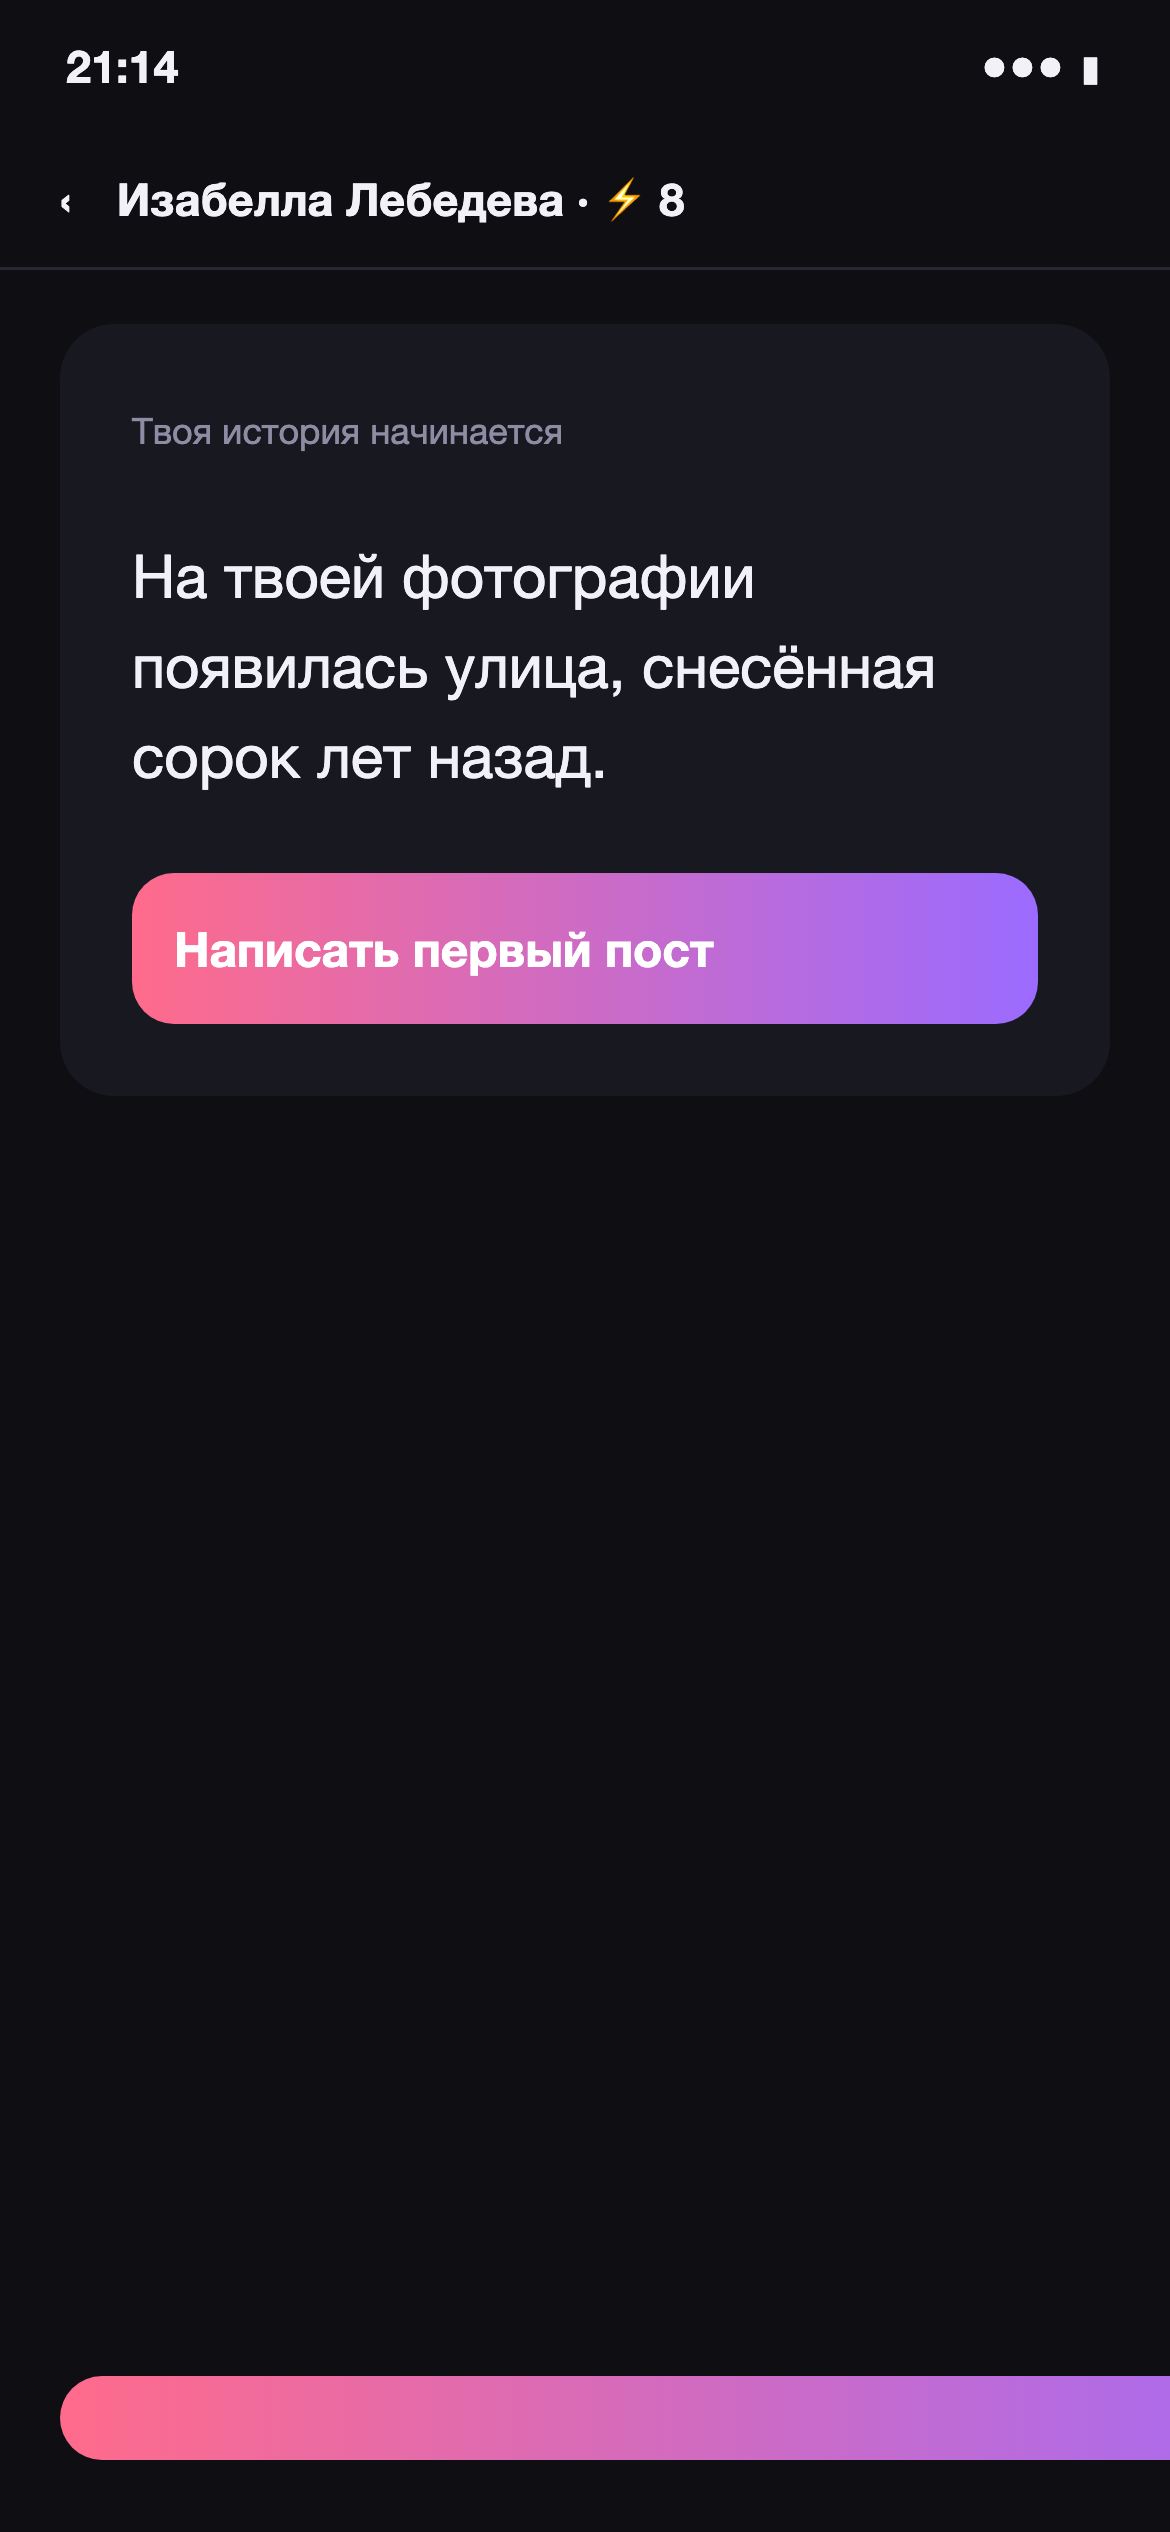 21:14
‹ Изабелла Лебедева · ⚡ 8
Твоя история начинается
На твоей фотографии
появилась улица, снесённая
сорок лет назад.
Написать первый пост